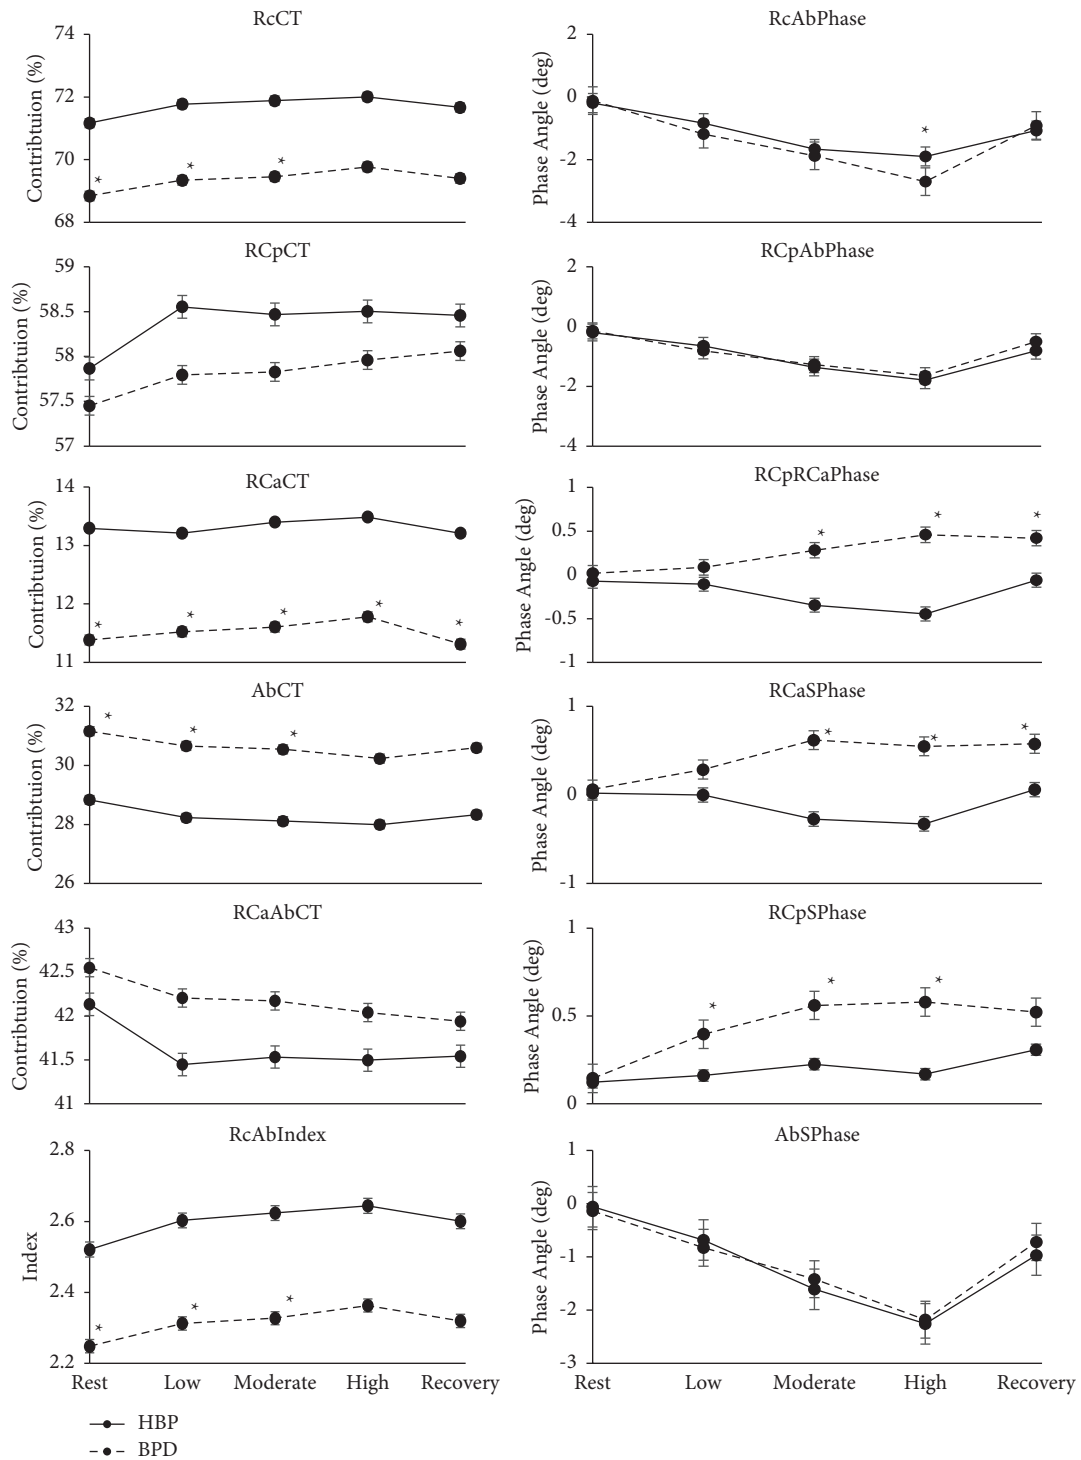 RcCT
Contribtuion (%)
74
72
70
68
*
*
*
RcAbPhase
Phase Angle (deg)
2
0
-2
-4
*
RCpCT
Contribtuion (%)
59
58.5
58
57.5
57
RCpAbPhase
Phase Angle (deg)
2
0
-2
-4
RCaCT
Contribtuion (%)
14
13
12
11
*
*
*
*
*
RCpRCaPhase
Phase Angle (deg)
1
0.5
0
-0.5
-1
*
*
*
AbCT
Contribtuion (%)
32
30
28
26
*
*
*
RCaSPhase
Phase Angle (deg)
1
0
-1
*
*
*
RCaAbCT
Contribtuion (%)
43
42.5
42
41.5
41
RCpSPhase
Phase Angle (deg)
1
0.5
0
*
*
*
RcAbIndex
Index
2.8
2.6
2.4
2.2
*
*
*
Rest Low Moderate High Recovery
AbSPhase
Phase Angle (deg)
1
0
-1
-2
-3
Rest Low Moderate High Recovery
HBP
BPD